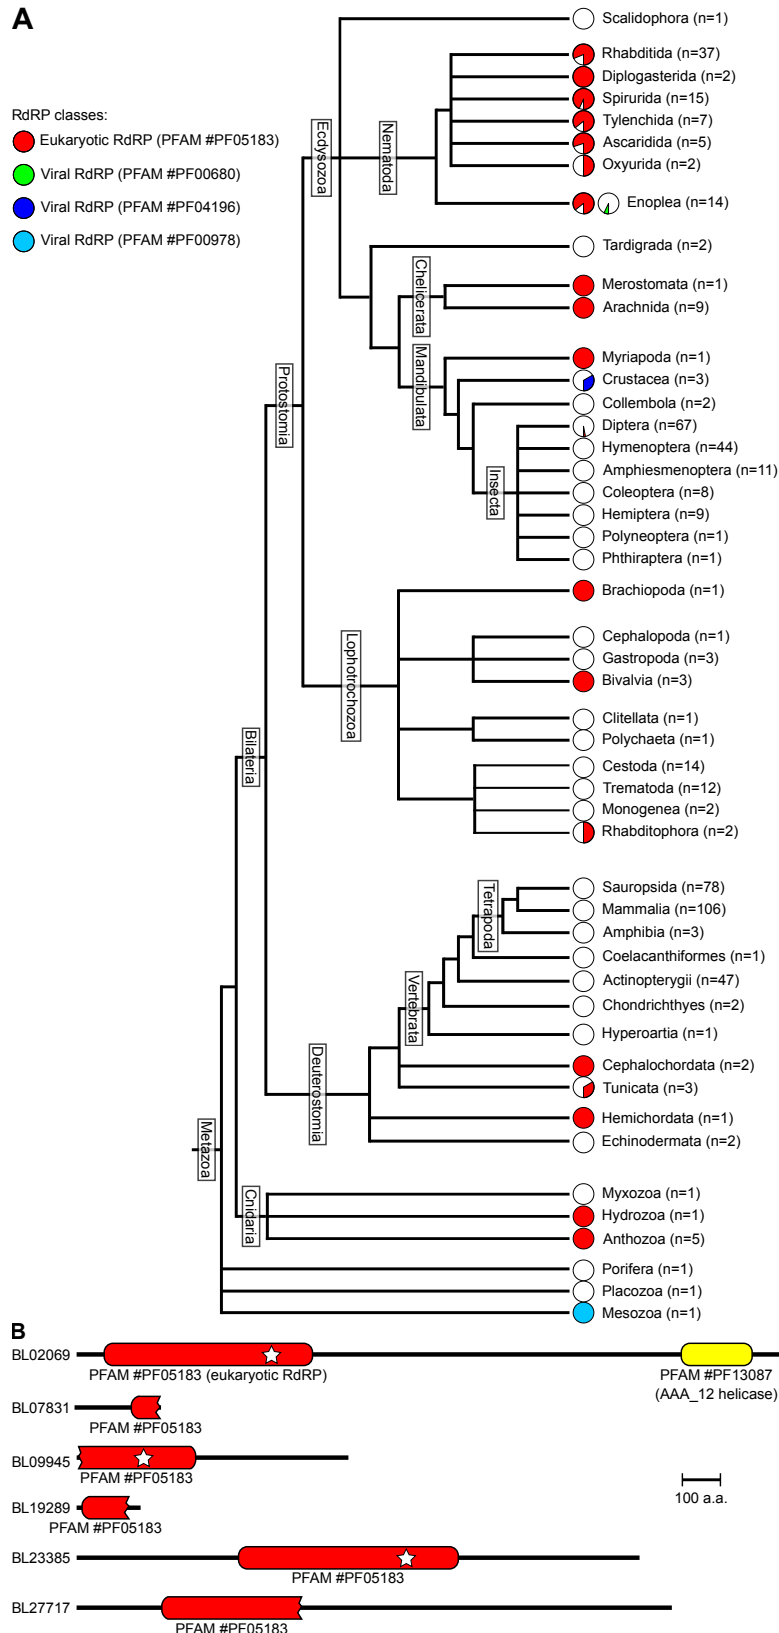 A
RdRP classes:
Eukaryotic RdRP (PFAM #PF05183)
Viral RdRP (PFAM #PF00680)
Viral RdRP (PFAM #PF04196)
Viral RdRP (PFAM #PF00978)
Metazoa
Bilateria
Cnidaria
Protostomia
Deuterostomia
Ecdysozoa
Lophotrochozoa
Nematoda
Chelicerata
Mandibulata
Insecta
Vertebrata
Tetrapoda
Scalidophora (n=1)
Rhabditida (n=37)
Diplogasterida (n=2)
Spirurida (n=15)
Tylenchida (n=7)
Ascaridida (n=5)
Oxyurida (n=2)
Enoplea (n=14)
Tardigrada (n=2)
Merostomata (n=1)
Arachnida (n=9)
Myriapoda (n=1)
Crustacea (n=3)
Collembola (n=2)
Diptera (n=67)
Hymenoptera (n=44)
Amphiesmenoptera (n=11)
Coleoptera (n=8)
Hemiptera (n=9)
Polyneoptera (n=1)
Phthiraptera (n=1)
Brachiopoda (n=1)
Cephalopoda (n=1)
Gastropoda (n=3)
Bivalvia (n=3)
Clitellata (n=1)
Polychaeta (n=1)
Cestoda (n=14)
Trematoda (n=12)
Monogenea (n=2)
Rhabditophora (n=2)
Sauropsida (n=78)
Mammalia (n=106)
Amphibia (n=3)
Coelacanthiformes (n=1)
Actinopterygii (n=47)
Chondrichthyes (n=2)
Hyperoartia (n=1)
Cephalochordata (n=2)
Tunicata (n=3)
Hemichordata (n=1)
Echinodermata (n=2)
Myxozoa (n=1)
Hydrozoa (n=1)
Anthozoa (n=5)
Porifera (n=1)
Placozoa (n=1)
Mesozoa (n=1)
B
BL02069
PFAM #PF05183 (eukaryotic RdRP)
PFAM #PF13087
(AAA_12 helicase)
BL07831
PFAM #PF05183
BL09945
PFAM #PF05183
100 a.a.
BL19289
PFAM #PF05183
BL23385
PFAM #PF05183
BL27717
PFAM #PF05183